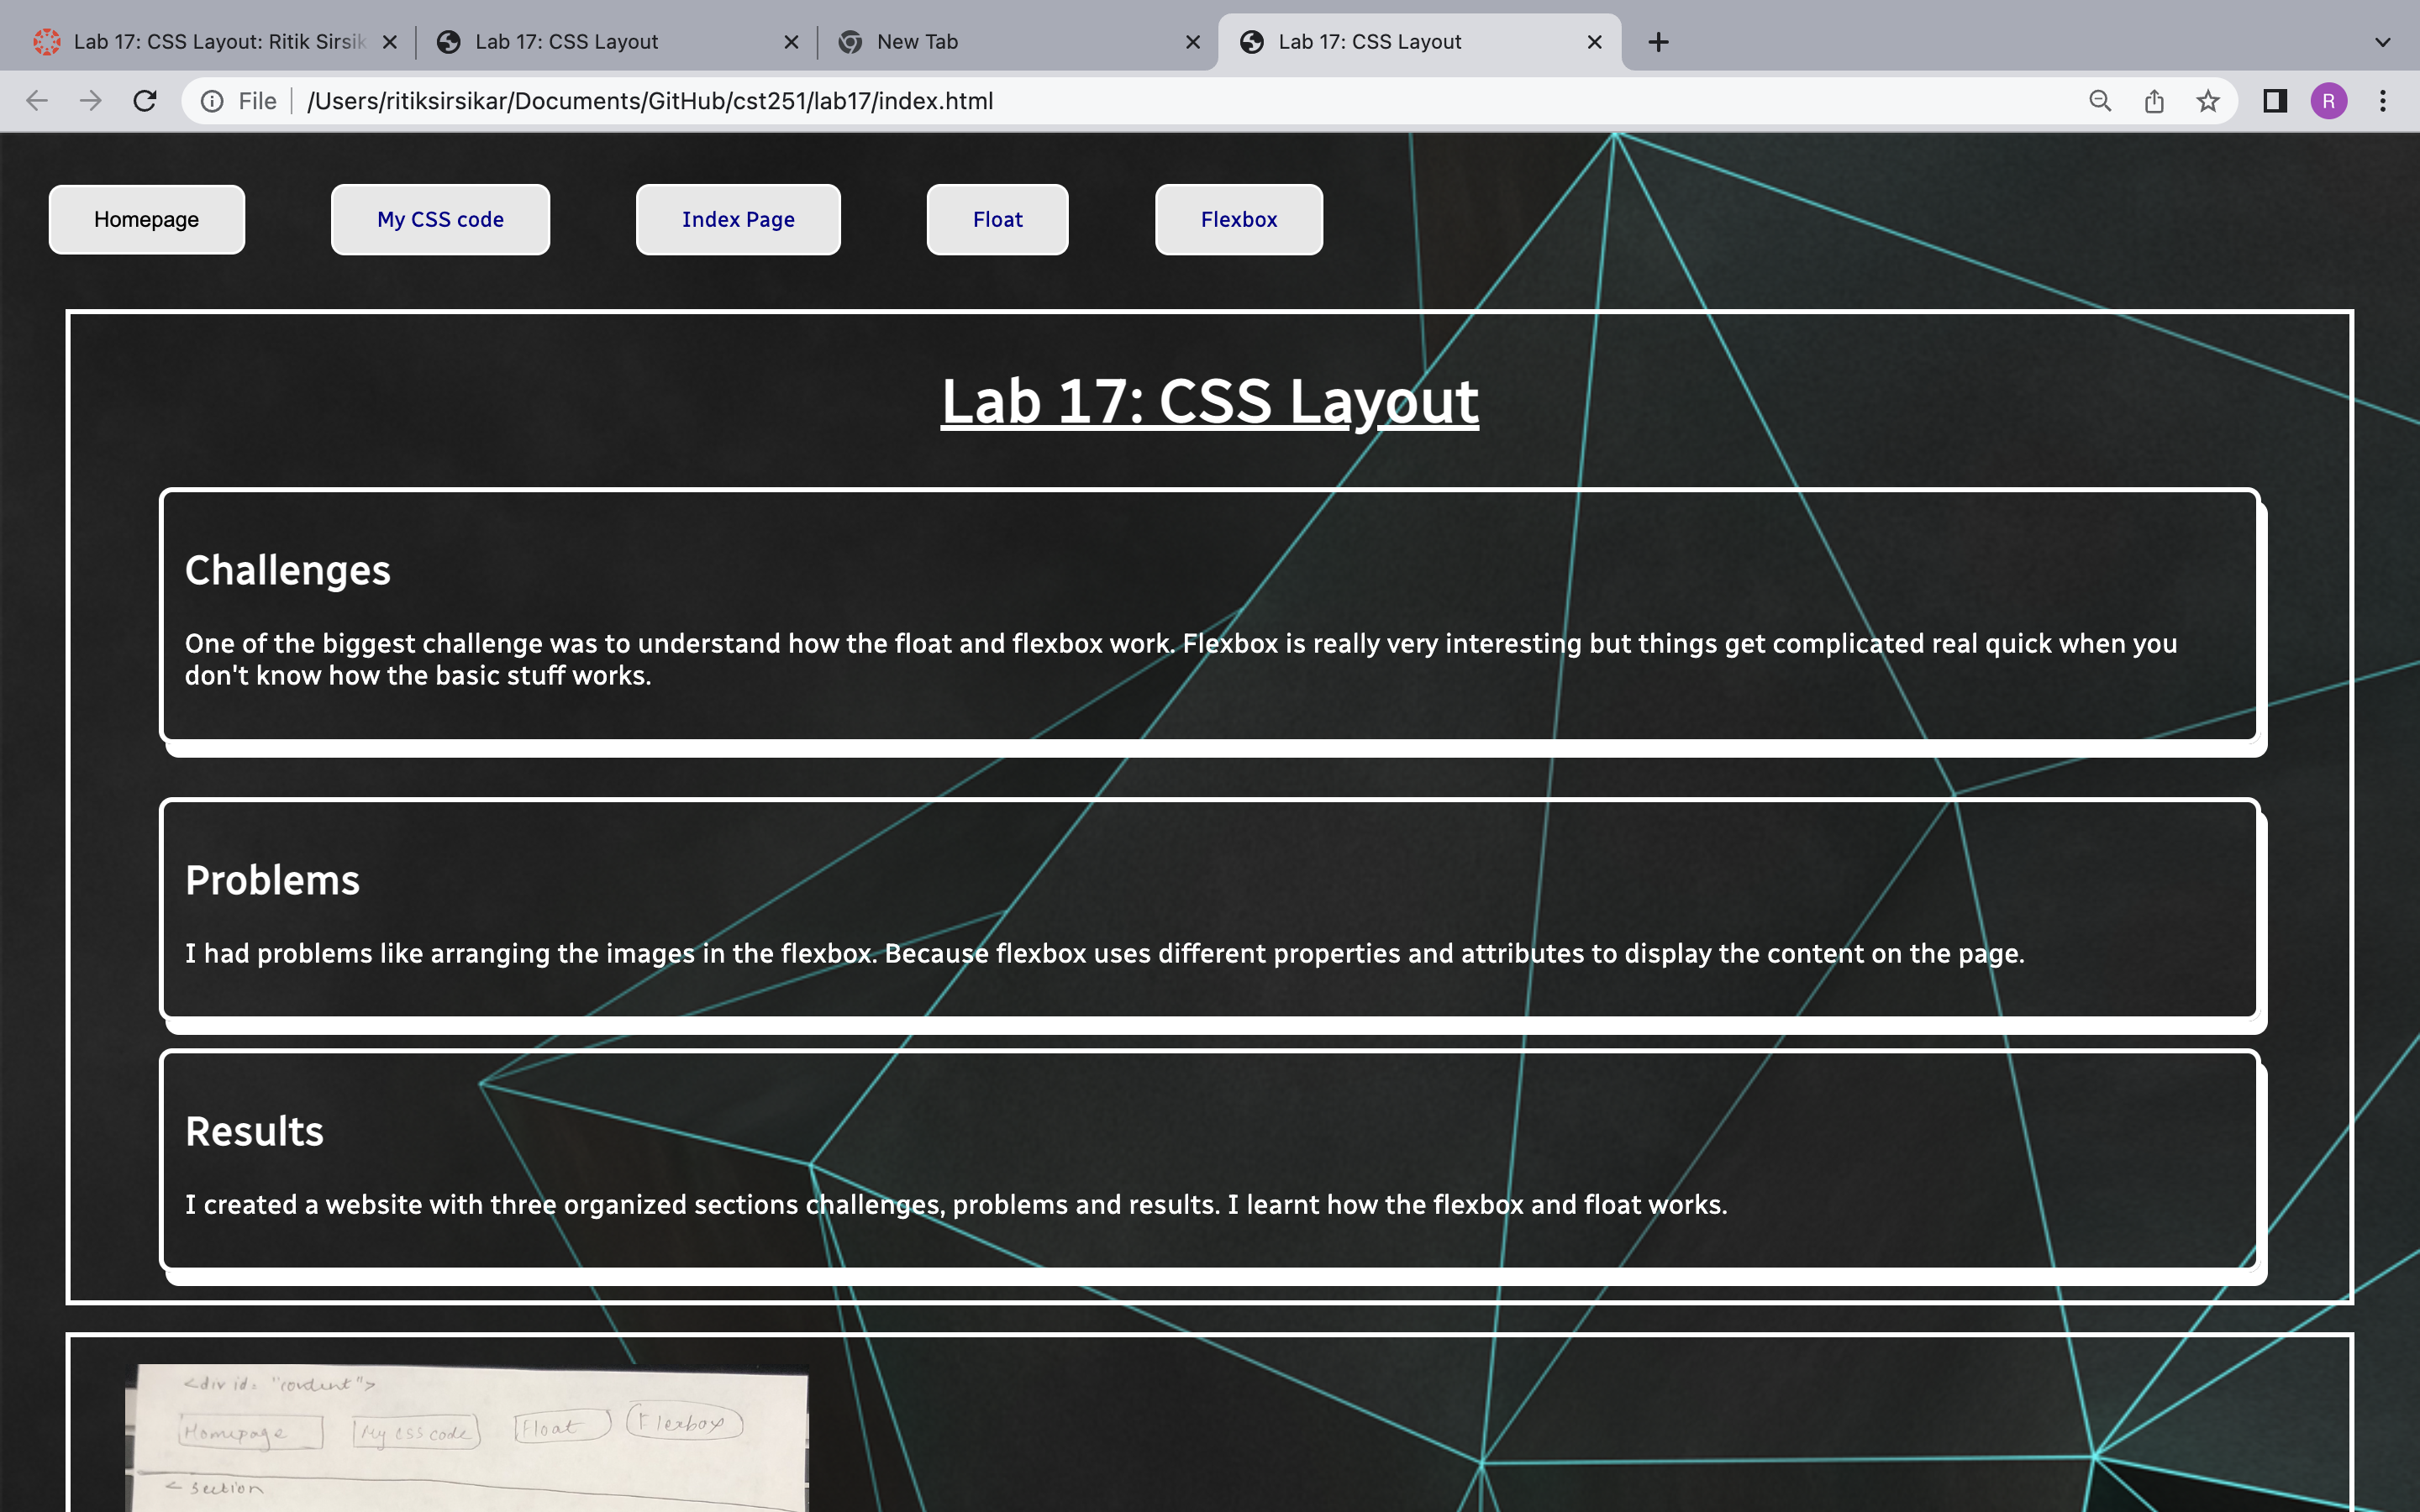 Lab 17: CSS Layout: Ritik Sirsik
Lab 17: CSS Layout
New Tab
Lab 17: CSS Layout
File /Users/ritiksirsikar/Documents/GitHub/cst251/lab17/index.html
R
Homepage My CSS code Index Page Float Flexbox
Lab 17: CSS Layout
Challenges
One of the biggest challenge was to understand how the float and flexbox work. Flexbox is really very interesting but things get complicated real quick when you
don't know how the basic stuff works.
Problems
I had problems like arranging the images in the flexbox. Because flexbox uses different properties and attributes to display the content on the page.
Results
I created a website with three organized sections challenges, problems and results. I learnt how the flexbox and float works.
<div id= "content">
Homepage My CSS code Float Flexbox
< section